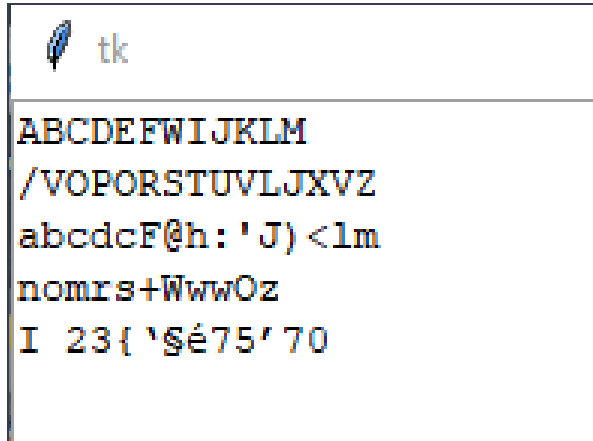 tk
ABCDEFWIJKLM
/VOPORSTUVLJXVZ
abcdcF@h:'J)<lm
nomrs+WwwOz
I 23{‘§é75’70